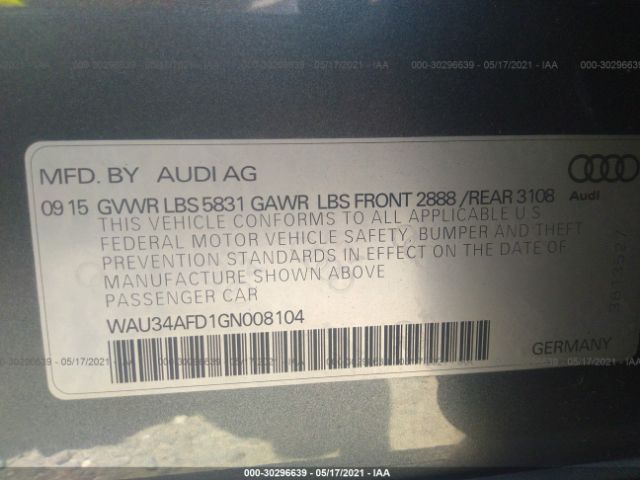 000-30296639 - 05/17/2021 - IAA
MFD. BY AUDI AG
Audi
09 15 GVWR LBS 5831 GAWR LBS FRONT 2888 /REAR 3108
THIS VEHICLE CONFORMS TO ALL APPLICABLE U S
FEDERAL MOTOR VEHICLE SAFETY, BUMPER AND THEFT
PREVENTION STANDARDS IN EFFECT ON THE DATE OF
MANUFACTURE SHOWN ABOVE
PASSENGER CAR
WAU34AFD1GN008104
GERMANY
000-30296639 - 05/17/2021 - IAA